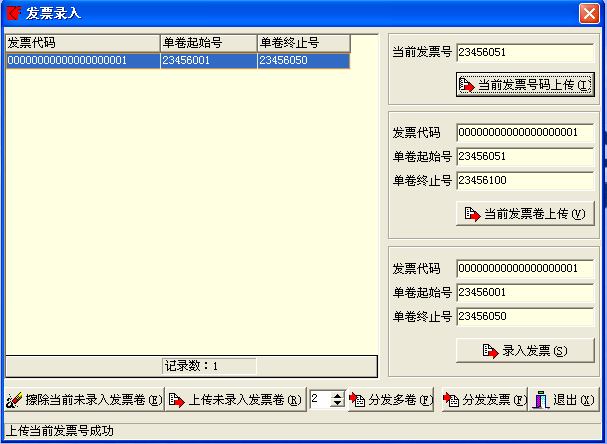 发票录入
发票代码 单卷起始号 单卷终止号
00000000000000000001 23456001 23456050
记录数：1
当前发票号 23456051
当前发票号码上传(I)
发票代码 00000000000000000001
单卷起始号 23456051
单卷终止号 23456100
当前发票卷上传(V)
发票代码 00000000000000000001
单卷起始号 23456001
单卷终止号 23456050
录入发票(S)
擦除当前未录入发票卷(E) 上传未录入发票卷(R) 2 分发多卷(F) 分发发票(F) 退出(X)
上传当前发票号成功